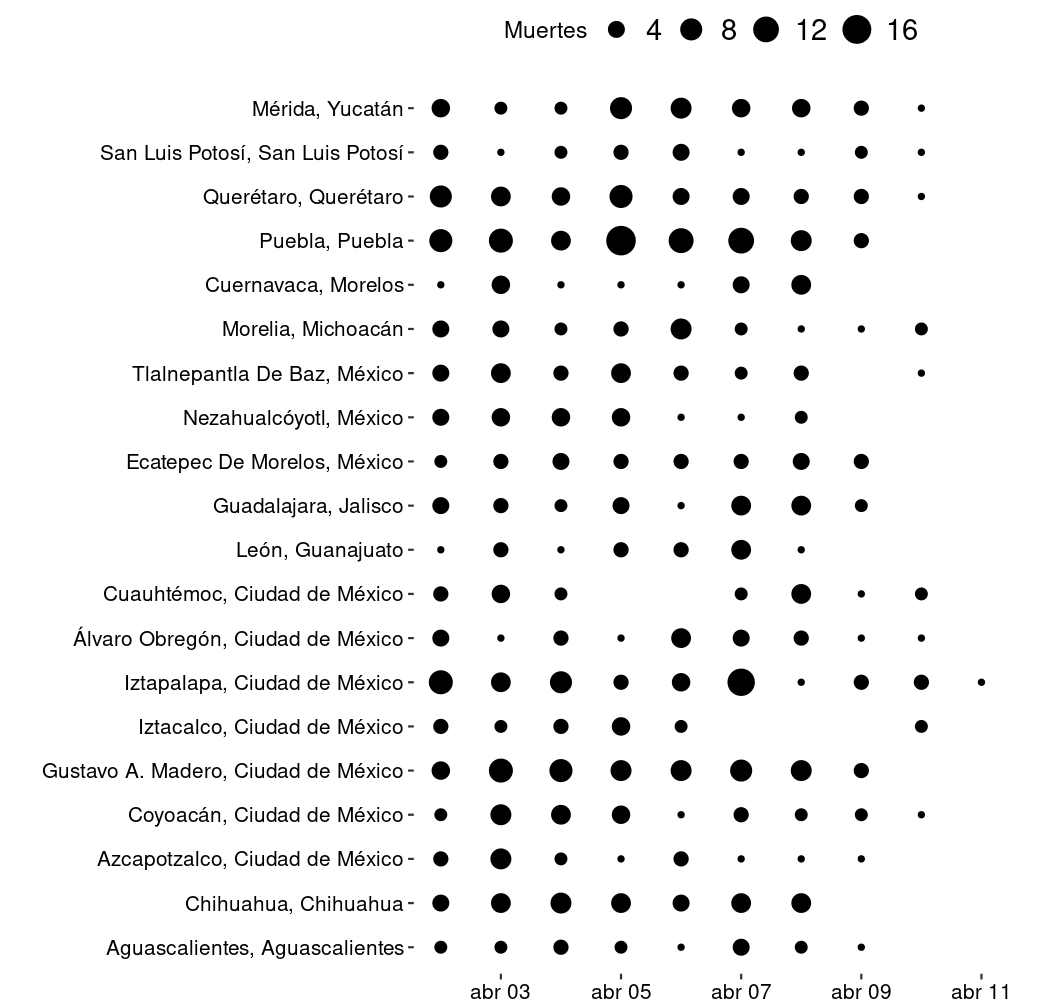 Muertes 4 8 12 16
Mérida, Yucatán
San Luis Potosí, San Luis Potosí
Querétaro, Querétaro
Puebla, Puebla
Cuernavaca, Morelos
Morelia, Michoacán
Tlalnepantla De Baz, México
Nezahualcóyotl, México
Ecatepec De Morelos, México
Guadalajara, Jalisco
León, Guanajuato
Cuauhtémoc, Ciudad de México
Álvaro Obregón, Ciudad de México
Iztapalapa, Ciudad de México
Iztacalco, Ciudad de México
Gustavo A. Madero, Ciudad de México
Coyoacán, Ciudad de México
Azcapotzalco, Ciudad de México
Chihuahua, Chihuahua
Aguascalientes, Aguascalientes
abr 03 abr 05 abr 07 abr 09 abr 11